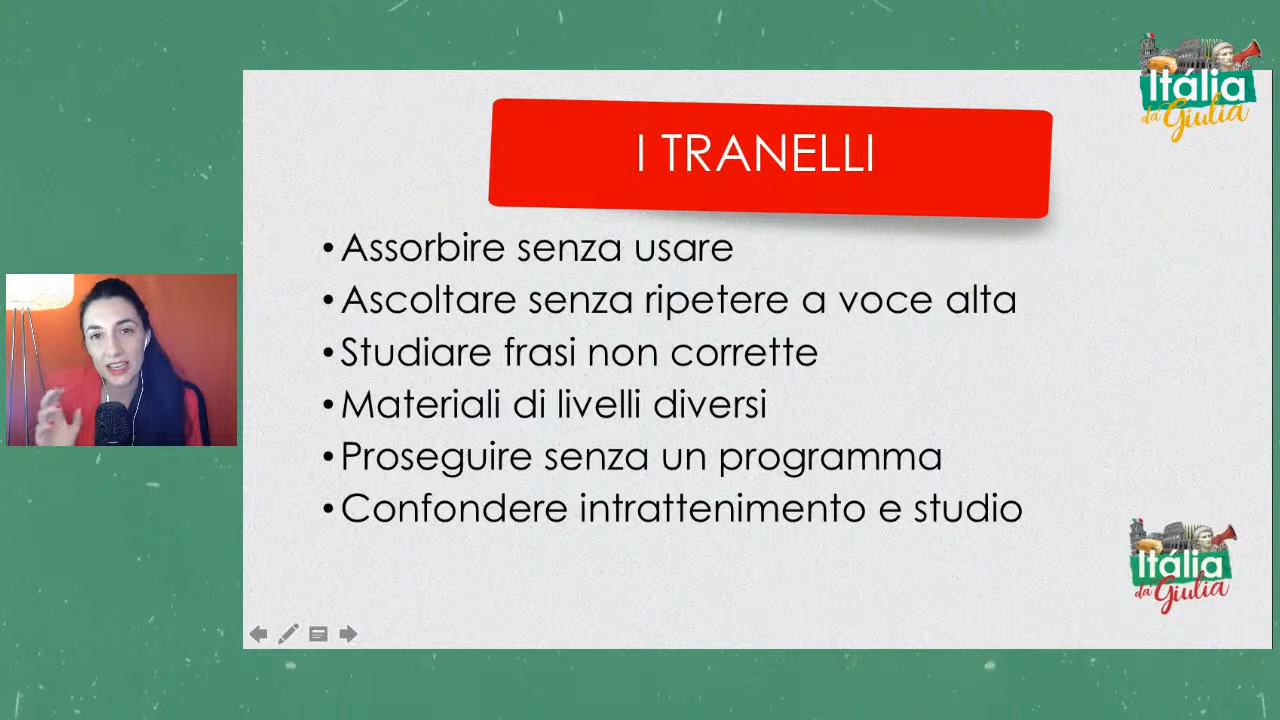 Itália
da Giulia
I TRANELLI
• Assorbire senza usare
• Ascoltare senza ripetere a voce alta
• Studiare frasi non corrette
• Materiali di livelli diversi
• Proseguire senza un programma
• Confondere intrattenimento e studio
Itália
da Giulia